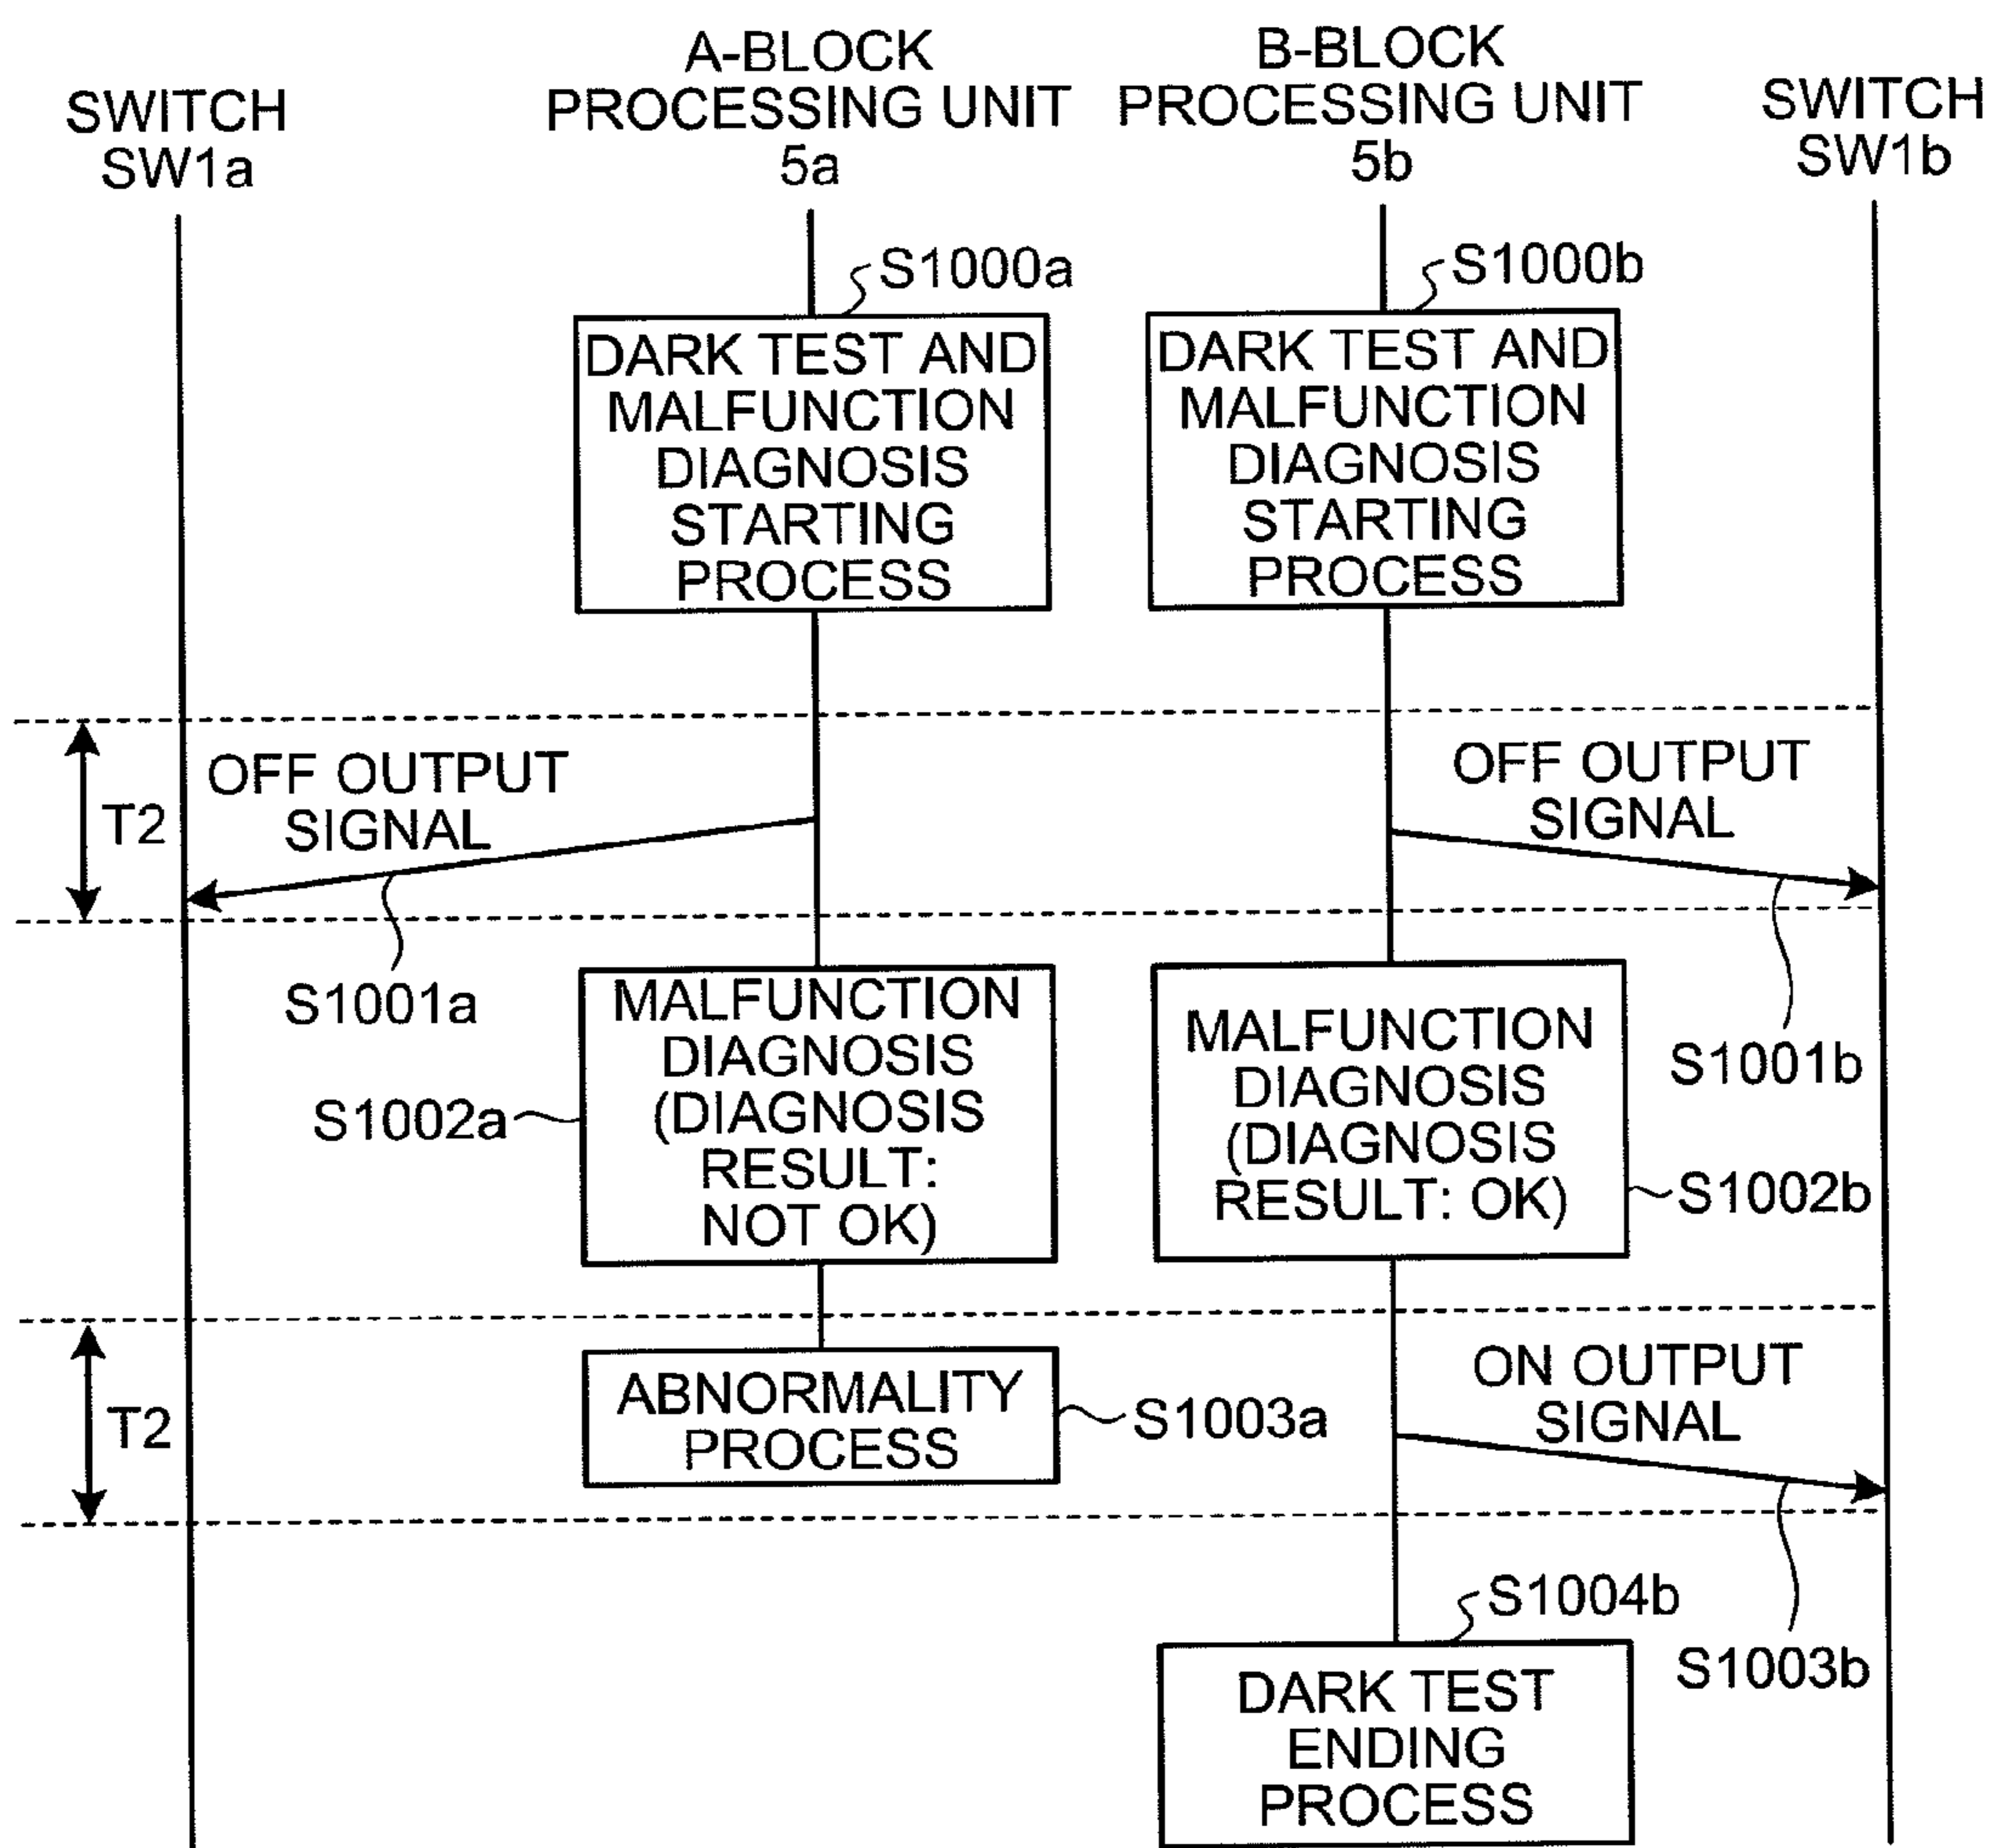 SWITCH
SW1a
A-BLOCK
PROCESSING UNIT
5a
B-BLOCK
PROCESSING UNIT
5b
SWITCH
SW1b
S1000a
S1000b
DARK TEST AND
MALFUNCTION
DIAGNOSIS
STARTING
PROCESS
DARK TEST AND
MALFUNCTION
DIAGNOSIS
STARTING
PROCESS
T2
OFF OUTPUT
SIGNAL
OFF OUTPUT
SIGNAL
S1001a
S1001b
S1002a
MALFUNCTION
DIAGNOSIS
(DIAGNOSIS
RESULT:
NOT OK)
MALFUNCTION
DIAGNOSIS
(DIAGNOSIS
RESULT: OK)
S1002b
T2
ABNORMALITY
PROCESS
S1003a
ON OUTPUT
SIGNAL
S1003b
S1004b
DARK TEST
ENDING
PROCESS